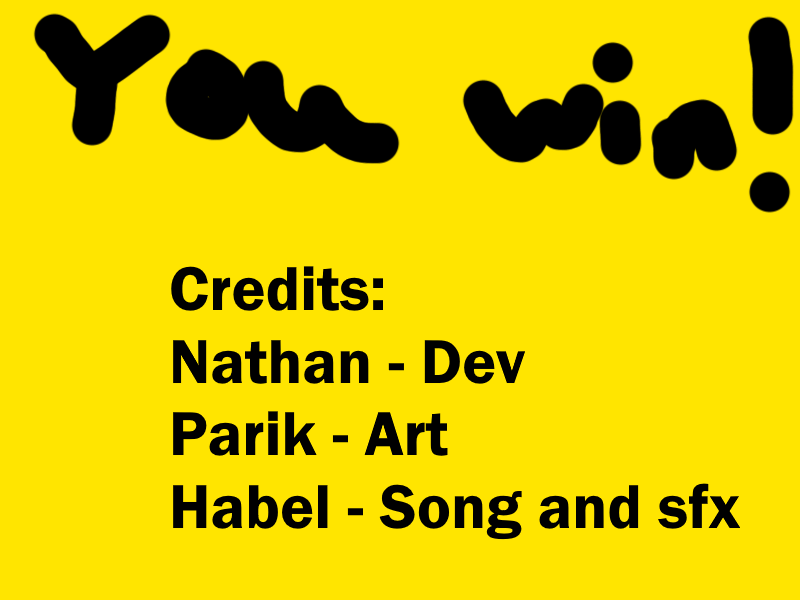 You win!
Credits:
Nathan - Dev
Parik - Art
Habel - Song and sfx